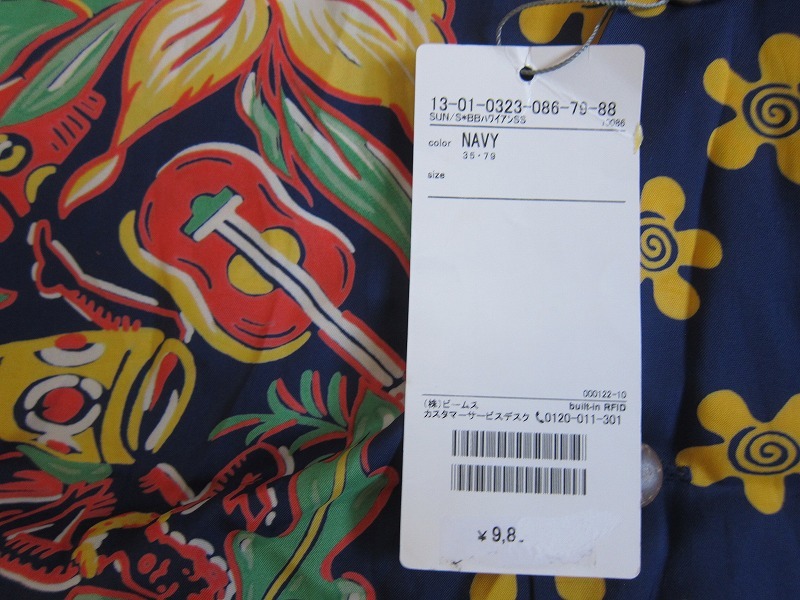 13-01-0323-086-79-88
SUN/S*BBハワイアンSS
color NAVY
35・79
size
000122-10
(株)ビームス built-in RFID
カスタマーサービスデスク 0120-011-301
¥9,8